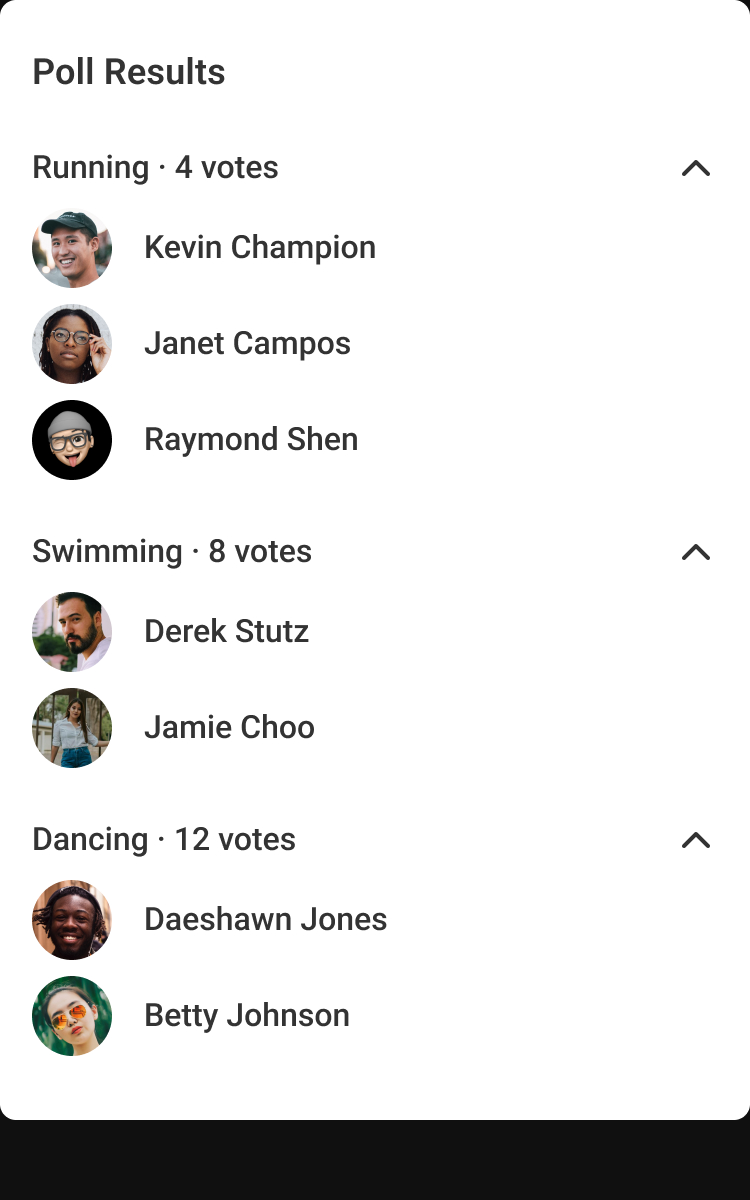 Poll Results
Running · 4 votes
Kevin Champion
Janet Campos
Raymond Shen
Swimming · 8 votes
Derek Stutz
Jamie Choo
Dancing · 12 votes
Daeshawn Jones
Betty Johnson